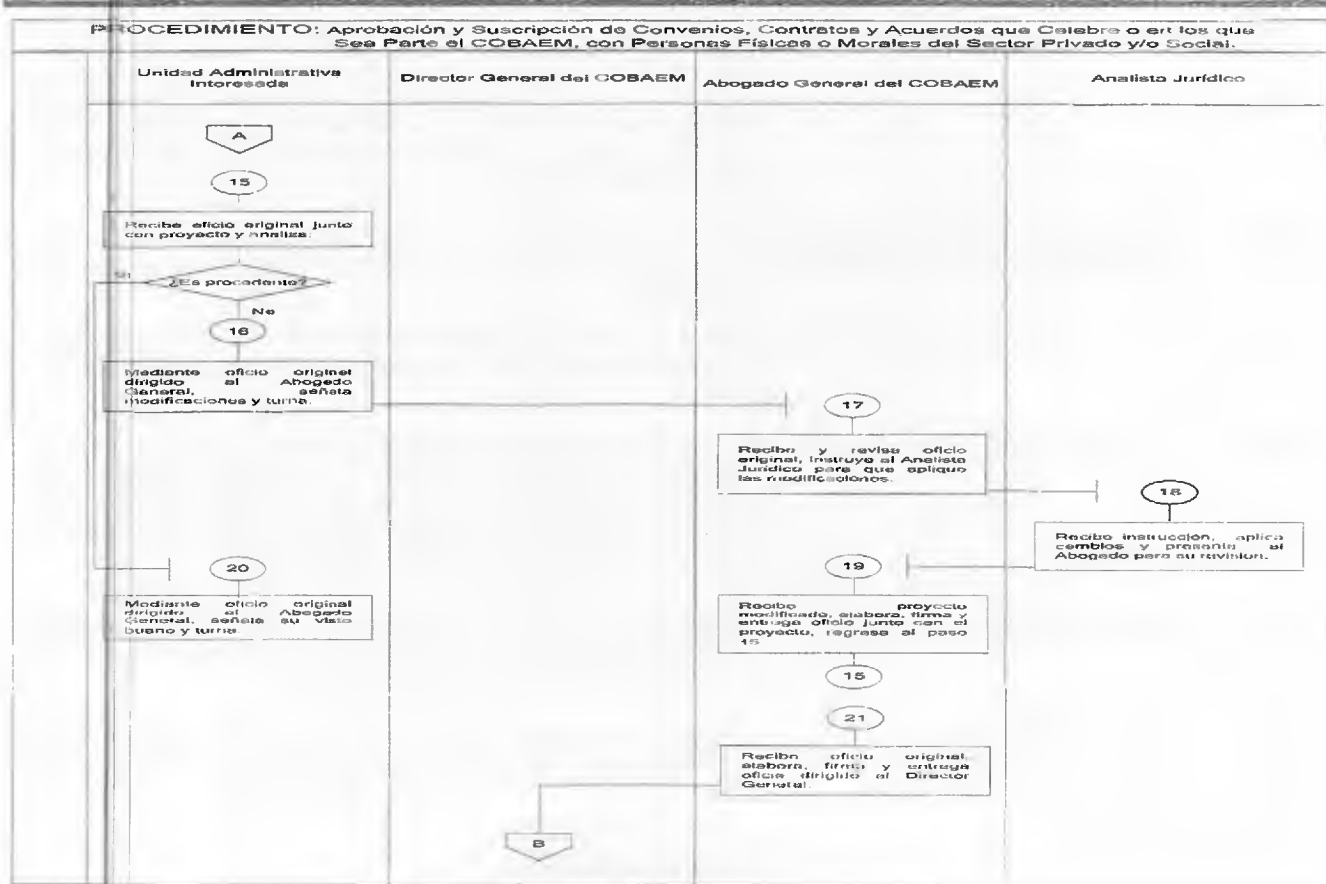 PROCEDIMIENTO: Aprobación y Suscripción de Convenios, Contratos y Acuerdos que Celebre o en los que
Sea Parte el COBAEM, con Personas Físicas o Morales del Sector Privado y/o Social.
Unidad Administrativa
Interesada
Director General del COBAEM
Abogado General del COBAEM
Analista Jurídico
A
15
Recibe oficio original junto
con proyecto y analiza.
Si
¿Es procedente?
No
16
Mediante oficio original
dirigido al Abogado
General, señala
modificaciones y turna.
17
Recibe y revisa oficio
original, instruye al Analista
Jurídico para que aplique
las modificaciones.
18
Recibe instrucción, aplica
cambios y presenta al
Abogado para su revisión.
19
Recibe proyecto
modificado, elabora, firma y
entrega oficio junto con el
proyecto, regresa al paso
15
15
20
Mediante oficio original
dirigido al Abogado
General, señala su visto
bueno y turna.
21
Recibe oficio original,
elabora, firma y entrega
oficio dirigido al Director
General.
B